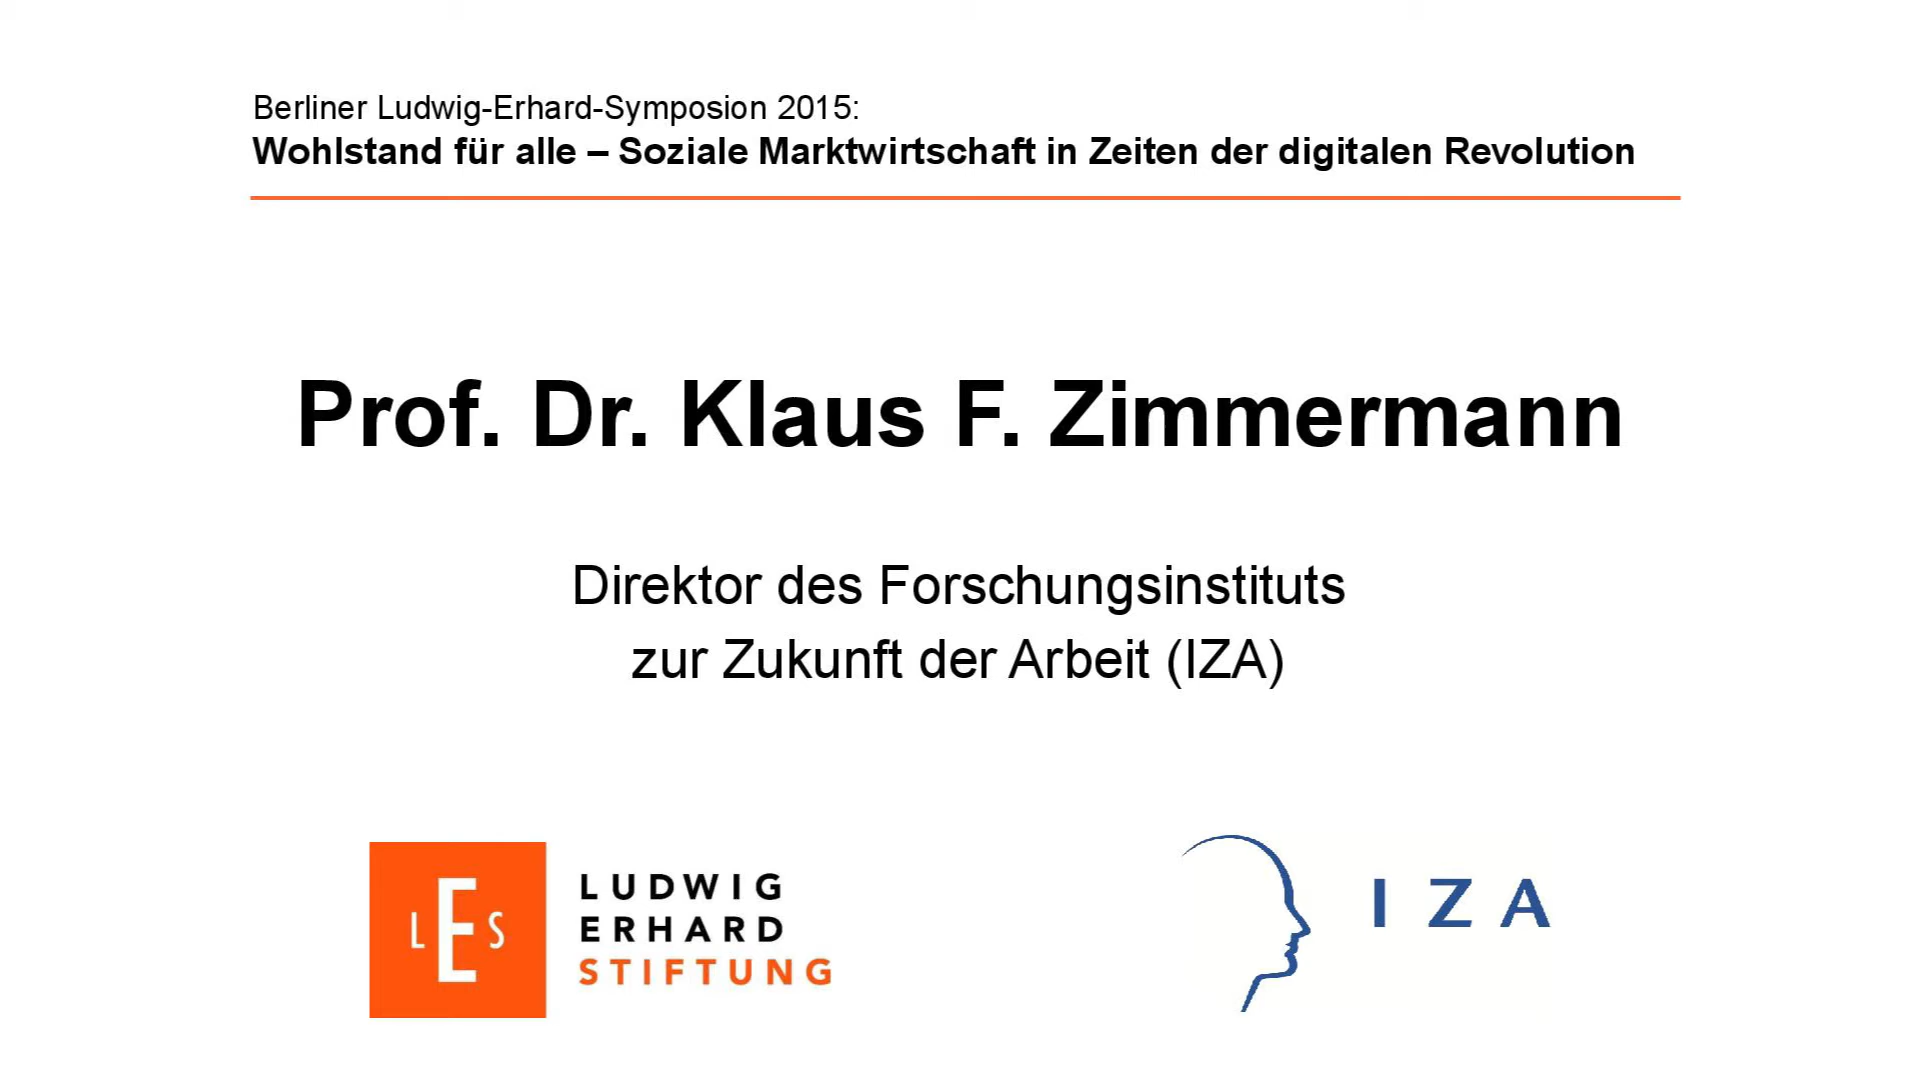 Berliner Ludwig-Erhard-Symposion 2015:
Wohlstand für alle – Soziale Marktwirtschaft in Zeiten der digitalen Revolution
Prof. Dr. Klaus F. Zimmermann
Direktor des Forschungsinstituts
zur Zukunft der Arbeit (IZA)
LES
LUDWIG
ERHARD
STIFTUNG
IZA